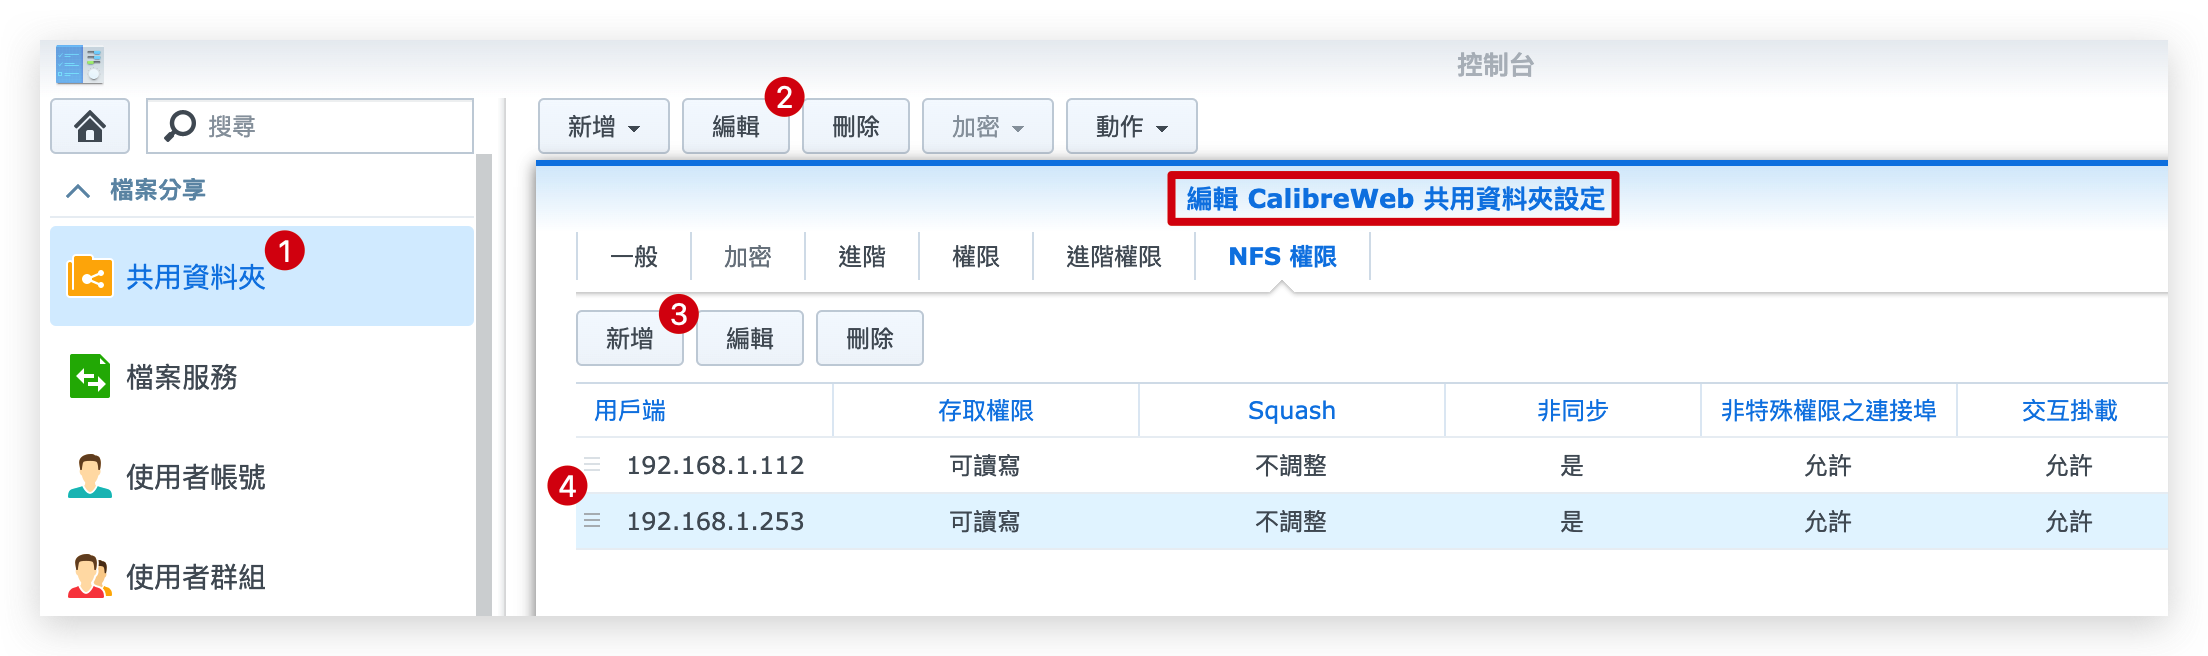 控制台
搜尋
新增 編輯 2 刪除 加密 動作
檔案分享
編輯 CalibreWeb 共用資料夾設定
1 共用資料夾
一般 加密 進階 權限 進階權限 NFS 權限
新增 3 編輯 刪除
檔案服務
用戶端 存取權限 Squash 非同步 非特殊權限之連接埠 交互掛載
192.168.1.112 可讀寫 不調整 是 允許 允許
4
使用者帳號
192.168.1.253 可讀寫 不調整 是 允許 允許
使用者群組